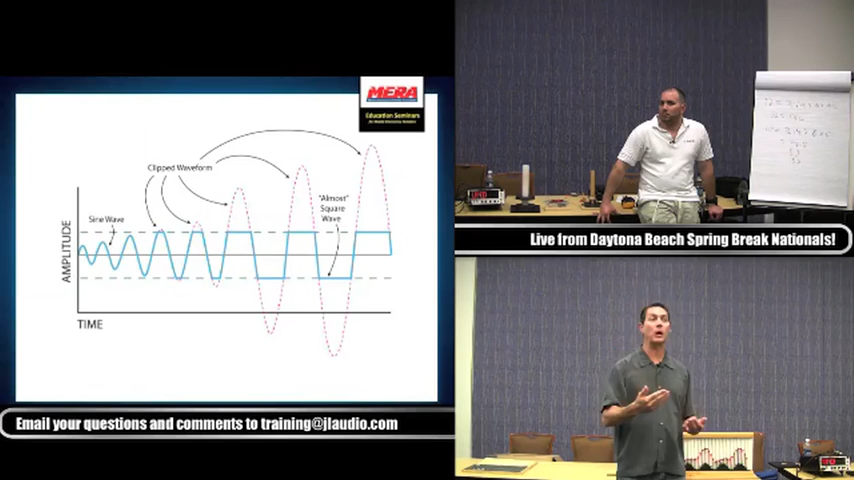 MERA
Education Seminars
Clipped Waveform
"Almost"
Square
Wave
Sine Wave
AMPLITUDE
TIME
Live from Daytona Beach Spring Break Nationals!
Email your questions and comments to training@jlaudio.com